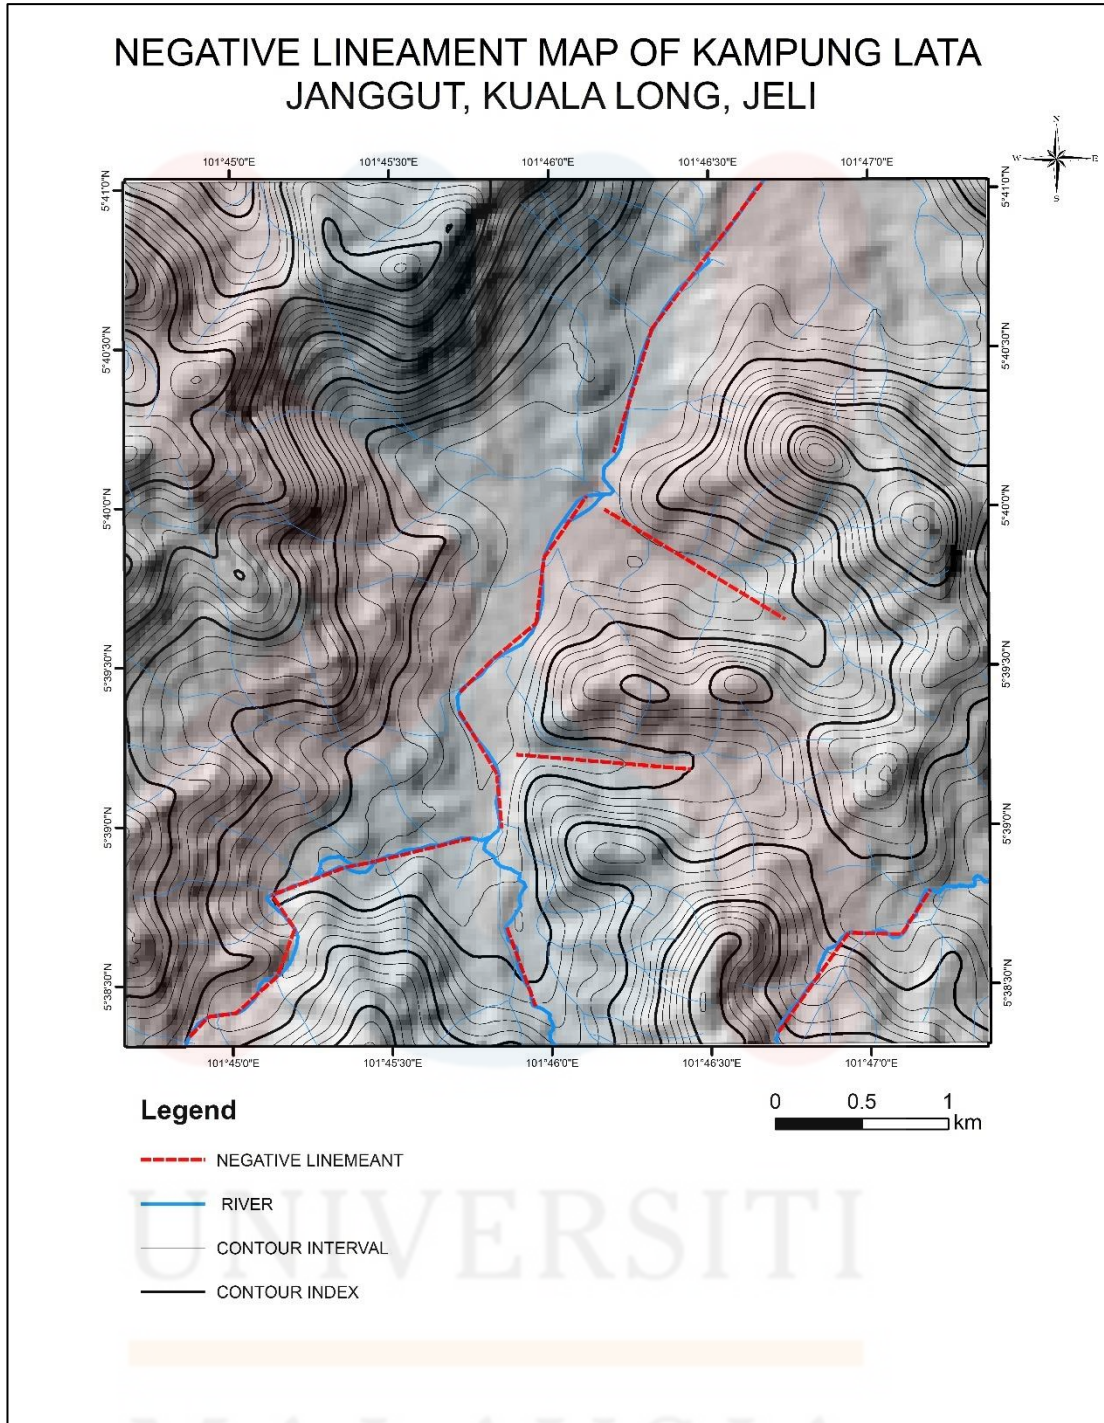 NEGATIVE LINEAMENT MAP OF KAMPUNG LATA
JANGGUT, KUALA LONG, JELI
N
W E
S
101°45'0"E 101°45'30"E 101°46'0"E 101°46'30"E 101°47'0"E
5°41'0"N 5°41'0"N
5°40'30"N 5°40'30"N
5°40'0"N 5°40'0"N
5°39'30"N 5°39'30"N
5°39'0"N 5°39'0"N
5°38'30"N 5°38'30"N
101°45'0"E 101°45'30"E 101°46'0"E 101°46'30"E 101°47'0"E
Legend
0 0.5 1
km
NEGATIVE LINEMEANT
RIVER
CONTOUR INTERVAL
CONTOUR INDEX
UNIVERSITI
MALAYSIA